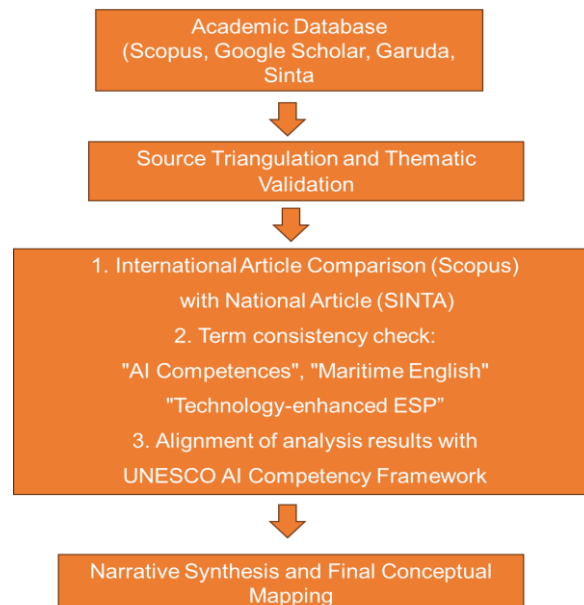 Academic Database
(Scopus, Google Scholar, Garuda,
Sinta
Source Triangulation and Thematic
Validation
1. International Article Comparison (Scopus)
with National Article (SINTA)
2. Term consistency check:
"AI Competences", "Maritime English"
"Technology-enhanced ESP”
3. Alignment of analysis results with
UNESCO AI Competency Framework
Narrative Synthesis and Final Conceptual
Mapping